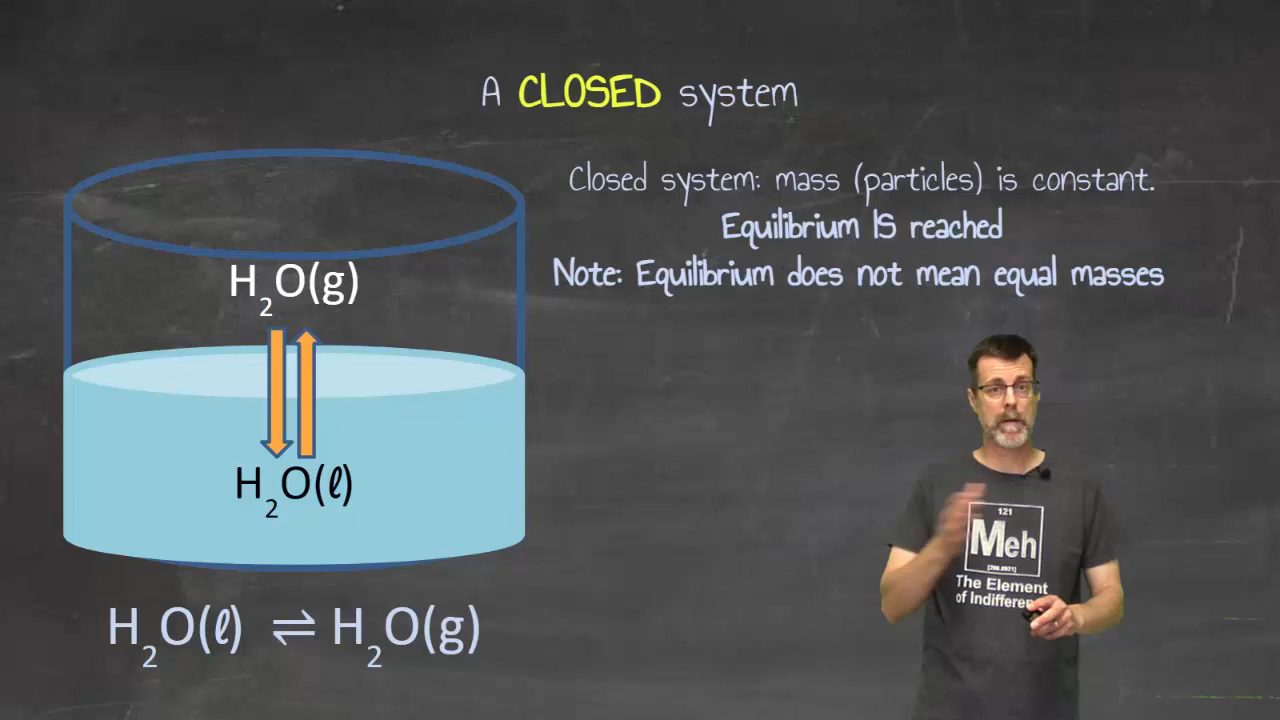 A CLOSED system
Closed system: mass (particles) is constant.
Equilibrium IS reached
Note: Equilibrium does not mean equal masses
H₂O(g)
H₂O(ℓ)
H₂O(ℓ) ⇌ H₂O(g)
121
Meh
The Element
of Indifferen